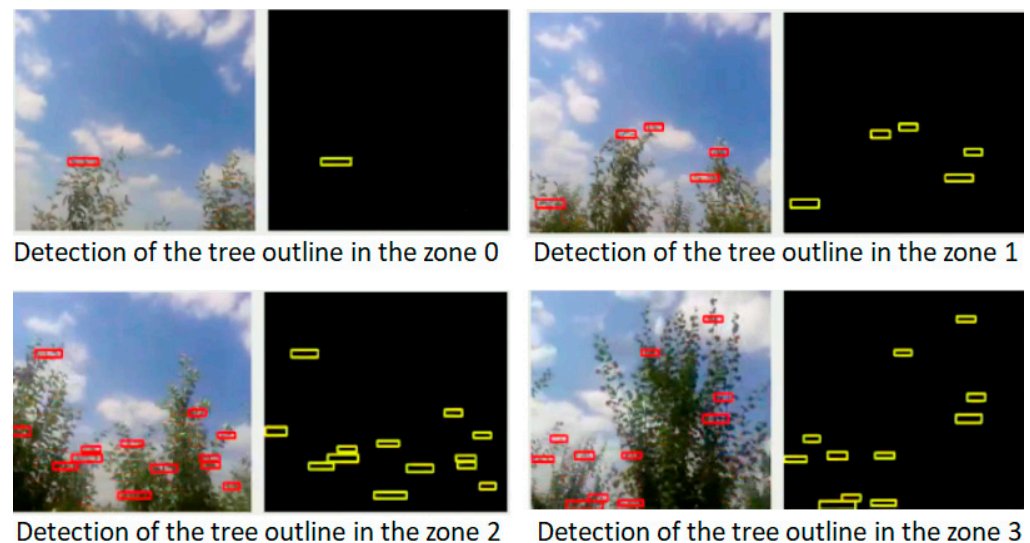 Detection of the tree outline in the zone 0
Detection of the tree outline in the zone 1
Detection of the tree outline in the zone 2
Detection of the tree outline in the zone 3